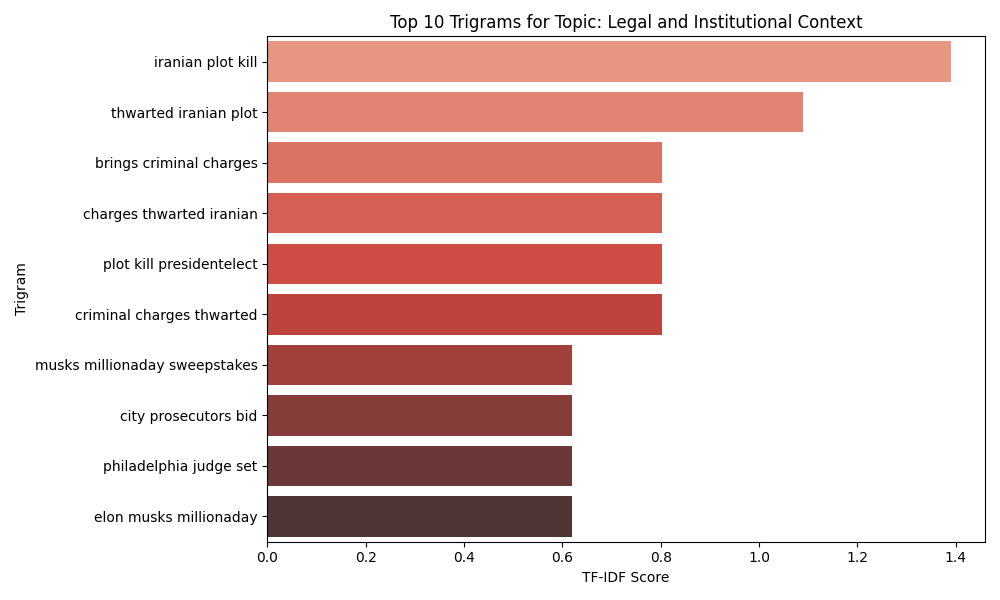 Top 10 Trigrams for Topic: Legal and Institutional Context
Trigram
iranian plot kill
thwarted iranian plot
brings criminal charges
charges thwarted iranian
plot kill presidentelect
criminal charges thwarted
musks millionaday sweepstakes
city prosecutors bid
philadelphia judge set
elon musks millionaday
0.0 0.2 0.4 0.6 0.8 1.0 1.2 1.4
TF-IDF Score